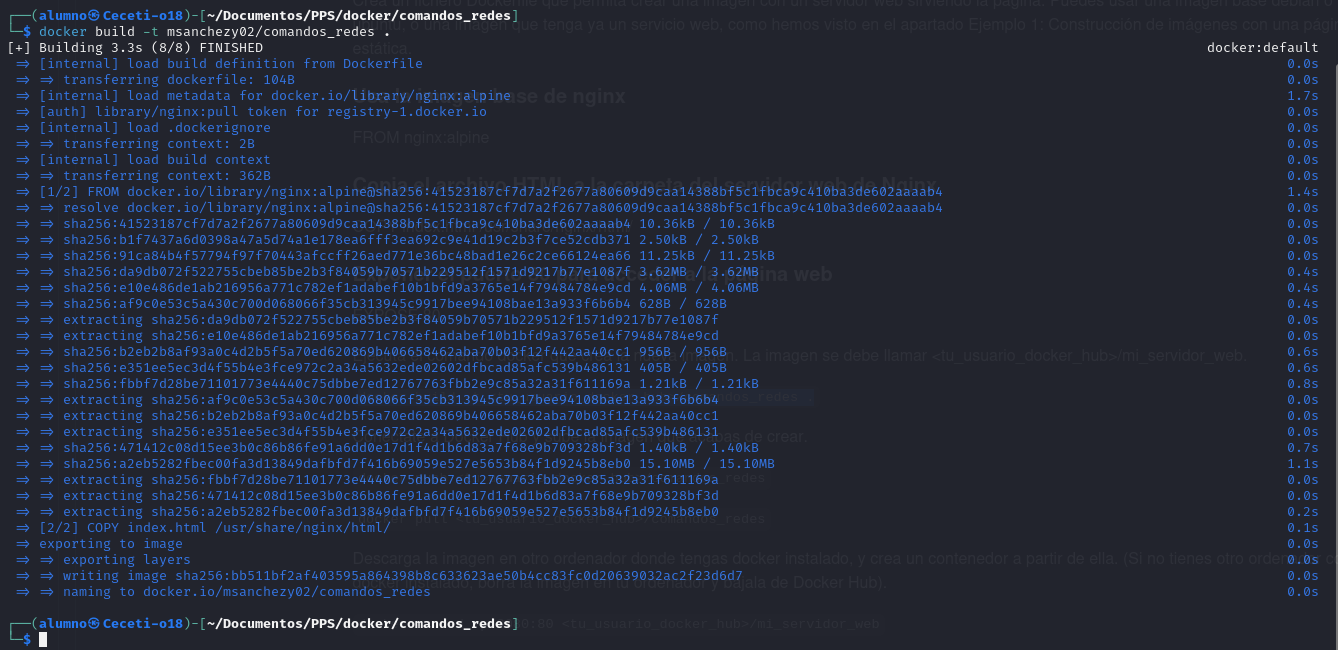 ┌──(alumno㉿Ceceti-o18)-[~/Documentos/PPS/docker/comandos_redes]
└─$ docker build -t msanchezy02/comandos_redes .
[+] Building 3.3s (8/8) FINISHED docker:default
=> [internal] load build definition from Dockerfile 0.0s
=> => transferring dockerfile: 104B 0.0s
=> [internal] load metadata for docker.io/library/nginx:alpine 1.7s
=> [auth] library/nginx:pull token for registry-1.docker.io 0.0s
=> [internal] load .dockerignore 0.0s
=> => transferring context: 2B 0.0s
=> [internal] load build context 0.0s
=> => transferring context: 362B 0.0s
=> [1/2] FROM docker.io/library/nginx:alpine@sha256:41523187cf7d7a2f2677a80609d9caa14388bf5c1fbca9c410ba3de602aaaab4 1.4s
=> => resolve docker.io/library/nginx:alpine@sha256:41523187cf7d7a2f2677a80609d9caa14388bf5c1fbca9c410ba3de602aaaab4 0.0s
=> => sha256:41523187cf7d7a2f2677a80609d9caa14388bf5c1fbca9c410ba3de602aaaab4 10.36kB / 10.36kB 0.0s
=> => sha256:b1f7437a6d0398a47a5d74a1e178ea6fff3ea692c9e41d19c2b3f7ce52cdb371 2.50kB / 2.50kB 0.0s
=> => sha256:91ca84b4f57794f97f70443afccff26aed771e36bc48bad1e26c2ce66124ea66 11.25kB / 11.25kB 0.0s
=> => sha256:da9db072f522755cbeb85be2b3f84059b70571b229512f1571d9217b77e1087f 3.62MB / 3.62MB 0.4s
=> => sha256:e10e486de1ab216956a771c782ef1adabef10b1bfd9a3765e14f79484784e9cd 4.06MB / 4.06MB 0.4s
=> => sha256:af9c0e53c5a430c700d068066f35cb313945c9917bee94108bae13a933f6b6b4 628B / 628B 0.4s
=> => extracting sha256:da9db072f522755cbeb85be2b3f84059b70571b229512f1571d9217b77e1087f 0.0s
=> => extracting sha256:e10e486de1ab216956a771c782ef1adabef10b1bfd9a3765e14f79484784e9cd 0.0s
=> => sha256:b2eb2b8af93a0c4d2b5f5a70ed620869b406658462aba70b03f12f442aa40cc1 956B / 956B 0.6s
=> => sha256:e351ee5ec3d4f55b4e3fce972c2a34a5632ede02602dfbcad85afc539b486131 405B / 405B 0.6s
=> => sha256:fbbf7d28be71101773e4440c75dbbe7ed12767763fbb2e9c85a32a31f611169a 1.21kB / 1.21kB 0.8s
=> => extracting sha256:af9c0e53c5a430c700d068066f35cb313945c9917bee94108bae13a933f6b6b4 0.0s
=> => extracting sha256:b2eb2b8af93a0c4d2b5f5a70ed620869b406658462aba70b03f12f442aa40cc1 0.0s
=> => extracting sha256:e351ee5ec3d4f55b4e3fce972c2a34a5632ede02602dfbcad85afc539b486131 0.0s
=> => sha256:471412c08d15ee3b0c86b86fe91a6dd0e17d1f4d1b6d83a7f68e9b709328bf3d 1.40kB / 1.40kB 0.7s
=> => sha256:a2eb5282fbec00fa3d13849dafbfd7f416b69059e527e5653b84f1d9245b8eb0 15.10MB / 15.10MB 1.1s
=> => extracting sha256:fbbf7d28be71101773e4440c75dbbe7ed12767763fbb2e9c85a32a31f611169a 0.0s
=> => extracting sha256:471412c08d15ee3b0c86b86fe91a6dd0e17d1f4d1b6d83a7f68e9b709328bf3d 0.0s
=> => extracting sha256:a2eb5282fbec00fa3d13849dafbfd7f416b69059e527e5653b84f1d9245b8eb0 0.2s
=> [2/2] COPY index.html /usr/share/nginx/html/ 0.1s
=> exporting to image 0.0s
=> => exporting layers 0.0s
=> => writing image sha256:bb511bf2af403595a864398b8c633623ae50b4cc83fc0d20639032ac2f23d6d7 0.0s
=> => naming to docker.io/msanchezy02/comandos_redes 0.0s
┌──(alumno㉿Ceceti-o18)-[~/Documentos/PPS/docker/comandos_redes]
└─$